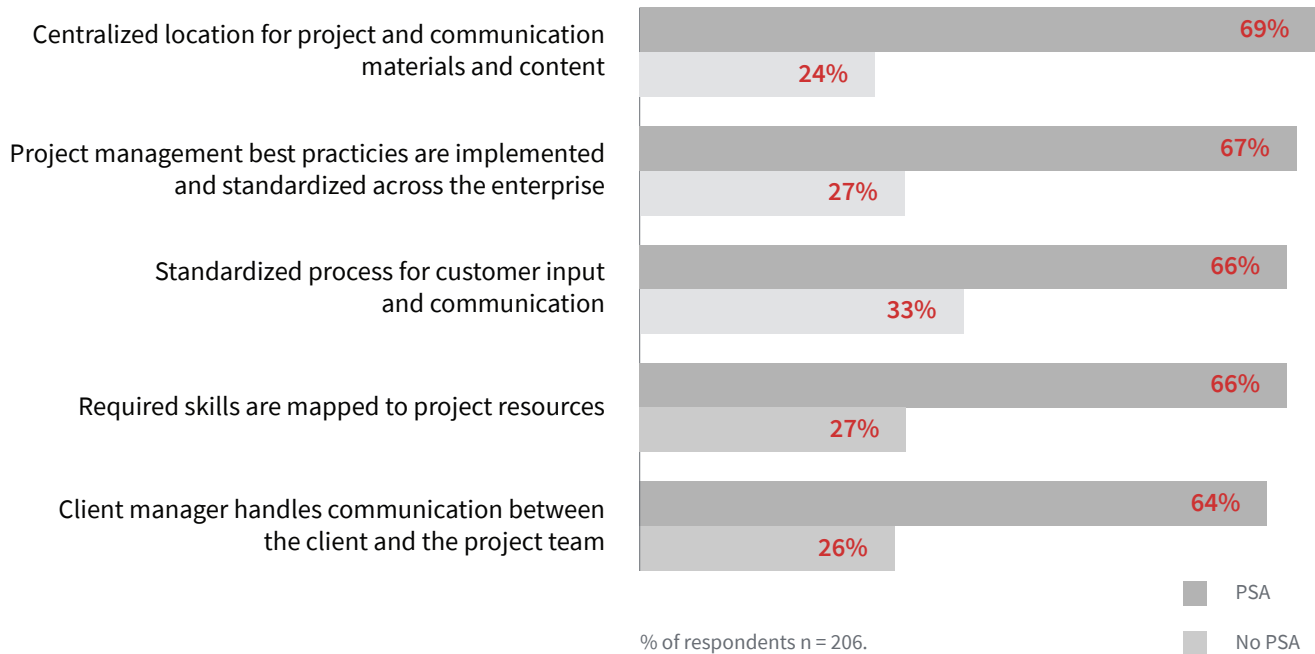 Centralized location for project and communication
materials and content
69%
24%
Project management best practicies are implemented
and standardized across the enterprise
67%
27%
Standardized process for customer input
and communication
66%
33%
Required skills are mapped to project resources
66%
27%
Client manager handles communication between
the client and the project team
64%
26%
PSA
% of respondents n = 206.
No PSA